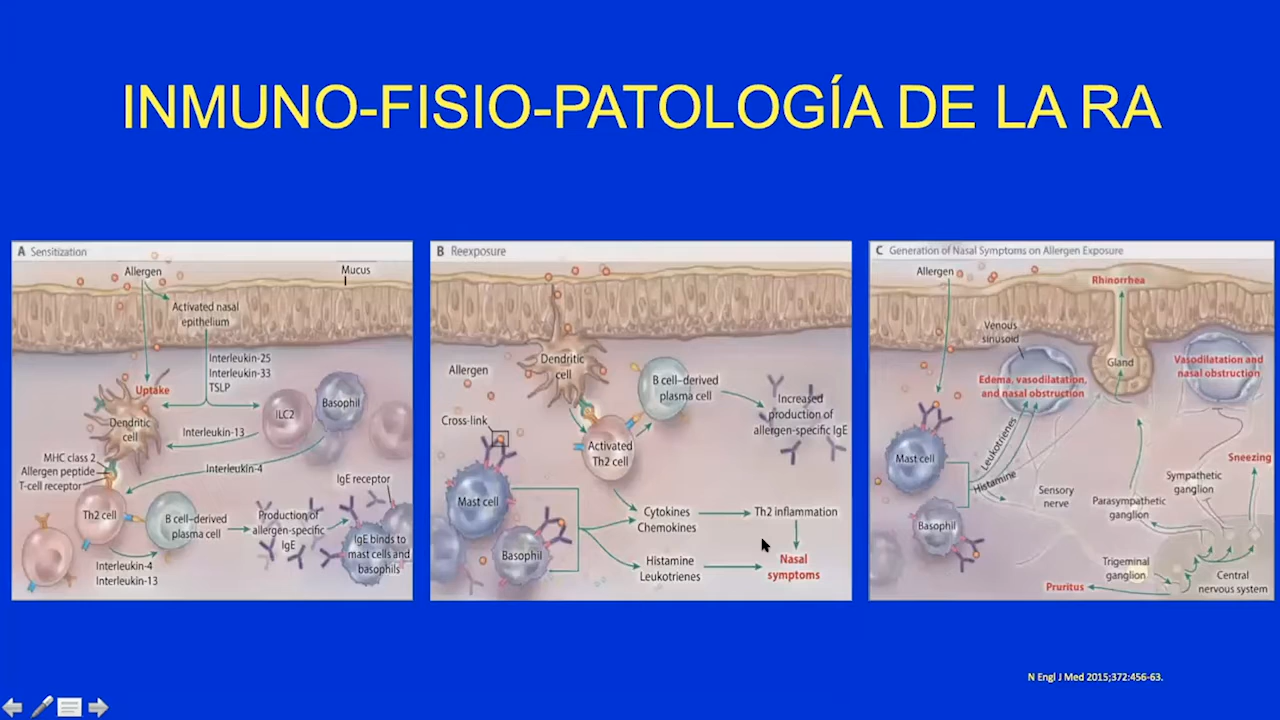 INMUNO-FISIO-PATOLOGÍA DE LA RA
A Sensitization
Allergen
Mucus
Activated nasal
epithelium
Interleukin-25
Interleukin-33
TSLP
Uptake
Dendritic
cell
ILC2
Basophil
Interleukin-13
Interleukin-4
MHC class 2
Allergen peptide
T-cell receptor
IgE receptor
Th2 cell
B cell–derived
plasma cell
Production of
allergen-specific
IgE
IgE binds to
mast cells and
basophils
Interleukin-4
Interleukin-13
B Reexposure
Allergen
Dendritic
cell
B cell–derived
plasma cell
Increased
production of
allergen-specific IgE
Cross-link
Activated
Th2 cell
Mast cell
Basophil
Cytokines
Chemokines
Th2 inflammation
Histamine
Leukotrienes
Nasal
symptoms
C Generation of Nasal Symptoms on Allergen Exposure
Allergen
Rhinorrhea
Venous
sinusoid
Gland
Edema, vasodilatation,
and nasal obstruction
Vasodilatation and
nasal obstruction
Leukotrienes
Histamine
Mast cell
Basophil
Sensory
nerve
Sympathetic
ganglion
Sneezing
Parasympathetic
ganglion
Trigeminal
ganglion
Pruritus
Central
nervous system
N Engl J Med 2015;372:456-63.